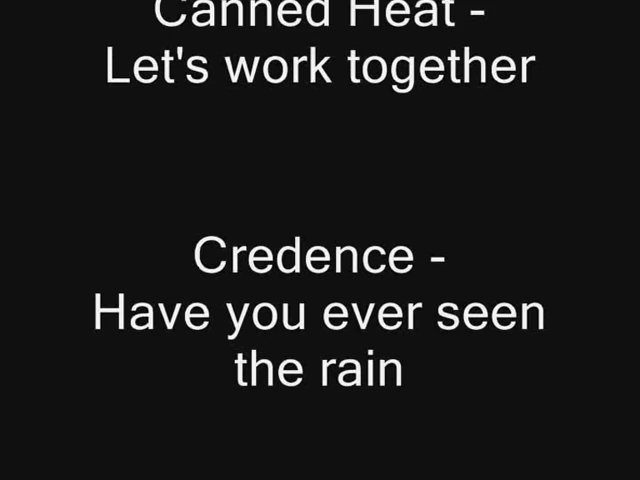 Canned Heat -
Let's work together
Credence -
Have you ever seen
the rain